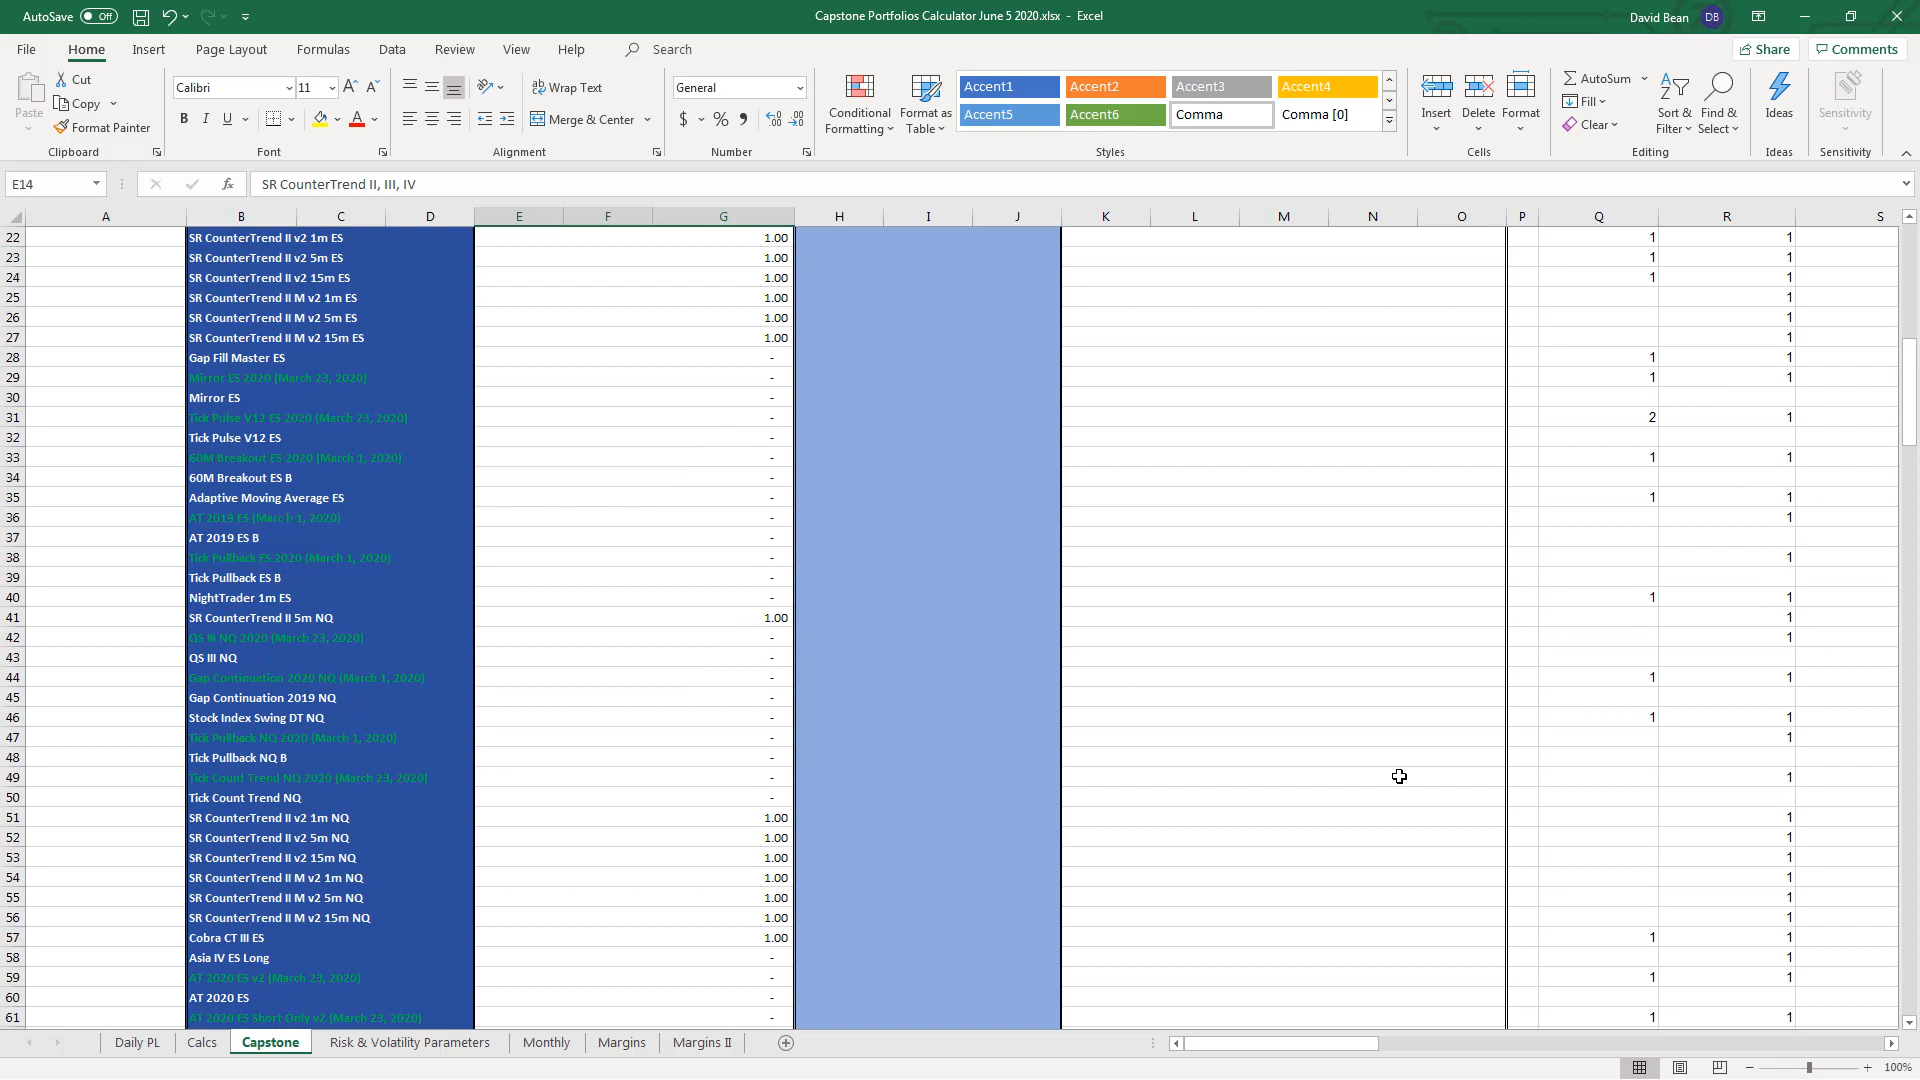 AutoSave Off Capstone Portfolios Calculator June 5 2020.xlsx - Excel David Bean DB
File Home Insert Page Layout Formulas Data Review View Help Search Share Comments
Paste Cut Copy Format Painter Clipboard
Calibri 11 A A B I U A Font
Wrap Text Merge & Center Alignment
General $ % Number
Conditional Formatting Format as Table
Accent1 Accent2 Accent3 Accent4
Accent5 Accent6 Comma Comma [0]
Styles
Insert Delete Format Cells
AutoSum Fill Clear Sort & Filter Find & Select Editing
Ideas Ideas
Sensitivity Sensitivity
E14 fx SR CounterTrend II, III, IV
A B C D E F G H I J K L M N O P Q R S
22 SR CounterTrend II v2 1m ES 1.00 1 1
23 SR CounterTrend II v2 5m ES 1.00 1 1
24 SR CounterTrend II v2 15m ES 1.00 1 1
25 SR CounterTrend II M v2 1m ES 1.00 1
26 SR CounterTrend II M v2 5m ES 1.00 1
27 SR CounterTrend II M v2 15m ES 1.00 1
28 Gap Fill Master ES - 1 1
29 Mirror ES 2020 (March 23, 2020) - 1 1
30 Mirror ES -
31 Tick Pulse V12 ES 2020 (March 23, 2020) - 2 1
32 Tick Pulse V12 ES -
33 60M Breakout ES 2020 (March 1, 2020) - 1 1
34 60M Breakout ES B -
35 Adaptive Moving Average ES - 1 1
36 AT 2019 ES (Marc h 1, 2020) - 1
37 AT 2019 ES B -
38 Tick Pullback ES 2020 (March 1, 2020) - 1
39 Tick Pullback ES B -
40 NightTrader 1m ES - 1 1
41 SR CounterTrend II 5m NQ 1.00 1
42 QS III NQ 2020 (March 23, 2020) - 1
43 QS III NQ -
44 Gap Continuation 2020 NQ (March 1, 2020) - 1 1
45 Gap Continuation 2019 NQ -
46 Stock Index Swing DT NQ - 1 1
47 Tick Pullback NQ 2020 (March 1, 2020) - 1
48 Tick Pullback NQ B -
49 Tick Count Trend NQ 2020 (March 23, 2020) - 1
50 Tick Count Trend NQ -
51 SR CounterTrend II v2 1m NQ 1.00 1
52 SR CounterTrend II v2 5m NQ 1.00 1
53 SR CounterTrend II v2 15m NQ 1.00 1
54 SR CounterTrend II M v2 1m NQ 1.00 1
55 SR CounterTrend II M v2 5m NQ 1.00 1
56 SR CounterTrend II M v2 15m NQ 1.00 1
57 Cobra CT III ES 1.00 1 1
58 Asia IV ES Long - 1
59 AT 2020 ES v2 (March 23, 2020) - 1 1
60 AT 2020 ES -
61 AT 2020 ES Short Only v2 (March 23, 2020) - 1 1
Daily PL Calcs Capstone Risk & Volatility Parameters Monthly Margins Margins II
100%